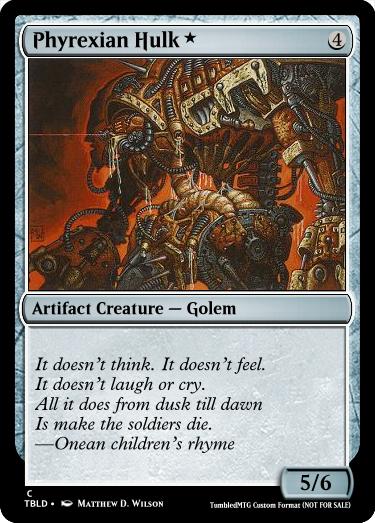 Phyrexian Hulk★ 4
Artifact Creature — Golem
It doesn't think. It doesn't feel.
It doesn't laugh or cry.
All it does from dusk till dawn
Is make the soldiers die.
—Onean children's rhyme
5/6
C
TBLD • Matthew D. Wilson
TumbledMTG Custom Format (NOT FOR SALE)